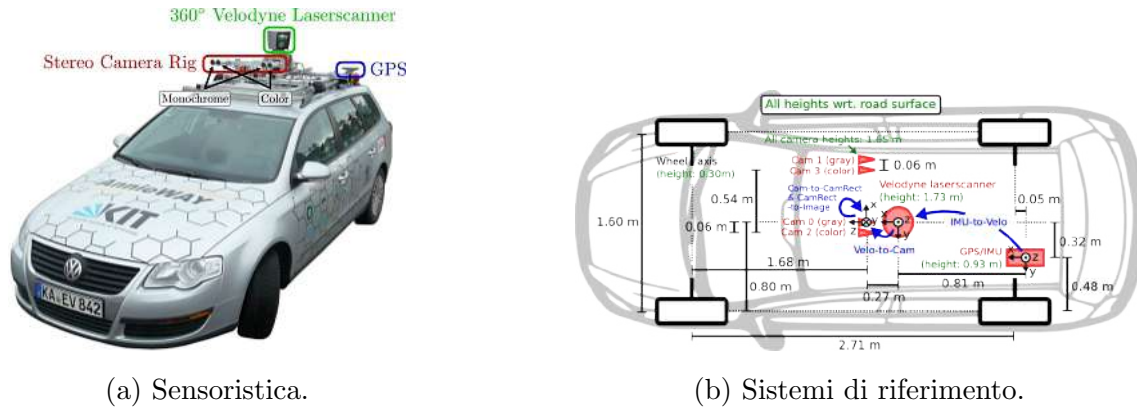 360° Velodyne Laserscanner
Stereo Camera Rig
GPS
Monochrome
Color
AnnieWAY
KIT
KA EV 842
(a) Sensoristica.
All heights wrt. road surface
All camera heights: 1.65 m
Wheel axis
(height: 0.30m)
Cam 1 (gray)
Cam 3 (color)
0.06 m
Cam-to-CamRect
& CamRect
-to-Image
Velodyne laserscanner
(height: 1.73 m)
0.54 m
0.05 m
1.60 m
x
y
z
Cam 0 (gray)
Cam 2 (color)
z
x
y
IMU-to-Velo
0.06 m
Velo-to-Cam
0.32 m
GPS/IMU
(height: 0.93 m)
x
z
y
1.68 m
0.80 m
0.27 m
0.81 m
0.48 m
2.71 m
(b) Sistemi di riferimento.